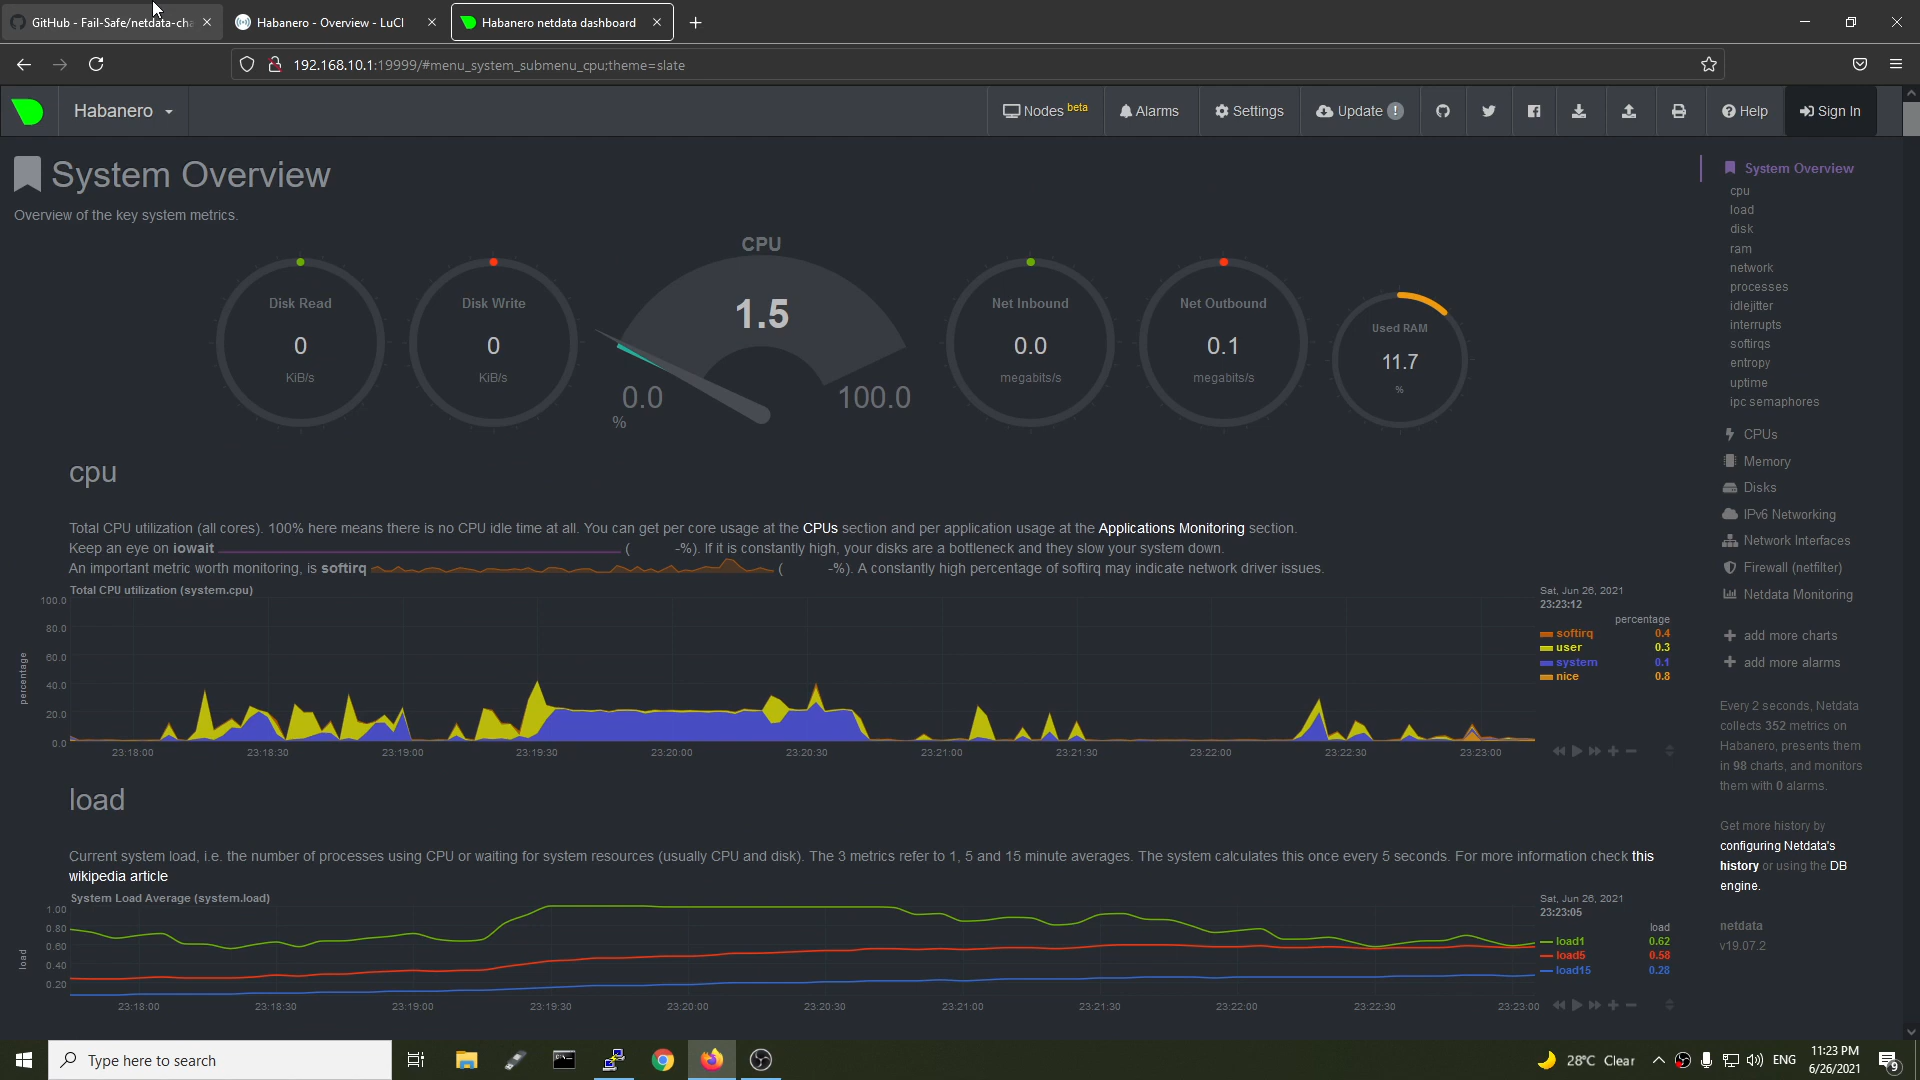 GitHub - Fail-Safe/netdata-cha
Habanero - Overview - LuCI
Habanero netdata dashboard
192.168.10.1:19999/#menu_system_submenu_cpu;theme=slate
Habanero
Nodes beta
Alarms
Settings
Update
Help
Sign In
System Overview
Overview of the key system metrics.
Disk Read
0
KiB/s
Disk Write
0
KiB/s
CPU
1.5
0.0
100.0
%
Net Inbound
0.0
megabits/s
Net Outbound
0.1
megabits/s
Used RAM
11.7
%
cpu
Total CPU utilization (all cores). 100% here means there is no CPU idle time at all. You can get per core usage at the CPUs section and per application usage at the Applications Monitoring section.
Keep an eye on iowait ( -%). If it is constantly high, your disks are a bottleneck and they slow your system down.
An important metric worth monitoring, is softirq ( -%). A constantly high percentage of softirq may indicate network driver issues.
Total CPU utilization (system.cpu)
percentage
100.0
80.0
60.0
40.0
20.0
0.0
23:18:00 23:18:30 23:19:00 23:19:30 23:20:00 23:20:30 23:21:00 23:21:30 23:22:00 23:22:30 23:23:00
Sat, Jun 26, 2021
23:23:12
percentage
softirq 0.4
user 0.3
system 0.1
nice 0.8
load
Current system load, i.e. the number of processes using CPU or waiting for system resources (usually CPU and disk). The 3 metrics refer to 1, 5 and 15 minute averages. The system calculates this once every 5 seconds. For more information check this
wikipedia article
System Load Average (system.load)
load
1.00
0.80
0.60
0.40
0.20
23:18:00 23:18:30 23:19:00 23:19:30 23:20:00 23:20:30 23:21:00 23:21:30 23:22:00 23:22:30 23:23:00
Sat, Jun 26, 2021
23:23:05
load
load1 0.62
load5 0.58
load15 0.28
System Overview
cpu
load
disk
ram
network
processes
idlejitter
interrupts
softirqs
entropy
uptime
ipc semaphores
CPUs
Memory
Disks
IPv6 Networking
Network Interfaces
Firewall (netfilter)
Netdata Monitoring
add more charts
add more alarms
Every 2 seconds, Netdata
collects 352 metrics on
Habanero, presents them
in 98 charts, and monitors
them with 0 alarms.
Get more history by
configuring Netdata's
history or using the DB
engine.
netdata
v19.07.2
Type here to search
28°C Clear
ENG
11:23 PM
6/26/2021
9